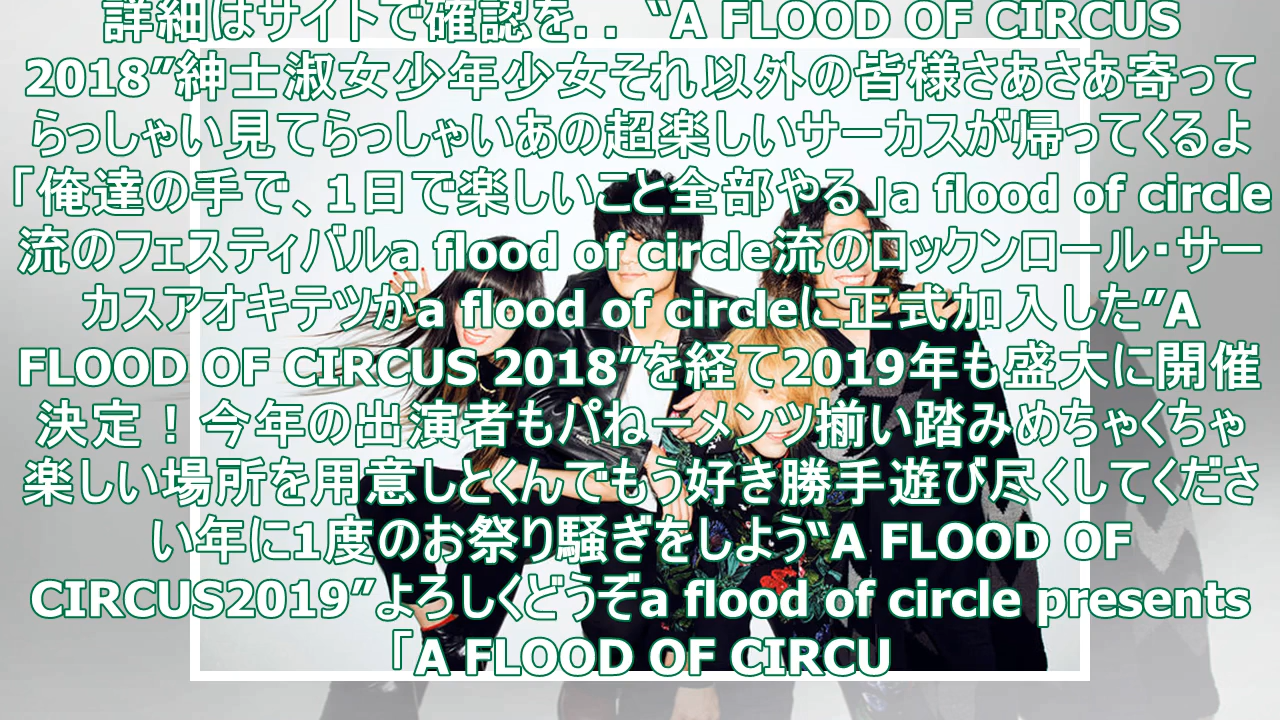 詳細はサイトで確認を. . “A FLOOD OF CIRCUS
2018”紳士淑女少年少女それ以外の皆様さあさあ寄って
らっしゃい見てらっしゃいあの超楽しいサーカスが帰ってくるよ
「俺達の手で、1日で楽しいこと全部やる」a flood of circle
流のフェスティバルa flood of circle流のロックンロール・サー
カスアオキテツがa flood of circleに正式加入した”A
FLOOD OF CIRCUS 2018”を経て2019年も盛大に開催
決定！今年の出演者もパねーメンツ揃い踏みめちゃくちゃ
楽しい場所を用意しとくんでもう好き勝手遊び尽くしてくださ
い年に1度のお祭り騒ぎをしよう“A FLOOD OF
CIRCUS2019”よろしくどうぞa flood of circle presents
「A FLOOD OF CIRCU